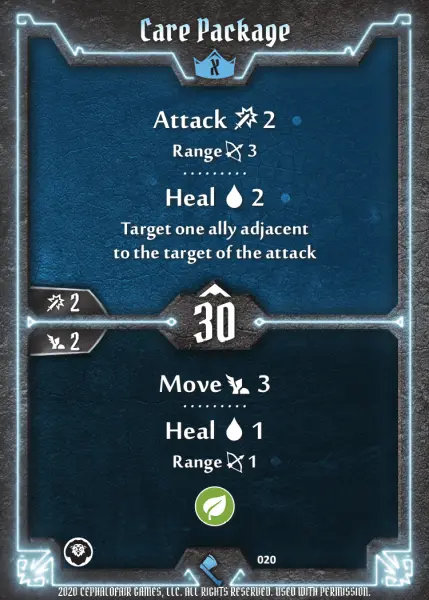 Care Package
X
Attack 2
Range 3
Heal 2
Target one ally adjacent
to the target of the attack
2
30
2
Move 3
Heal 1
Range 1
020
2020 CEPHALOFAIR GAMES, LLC. ALL RIGHTS RESERVED. USED WITH PERMISSION.